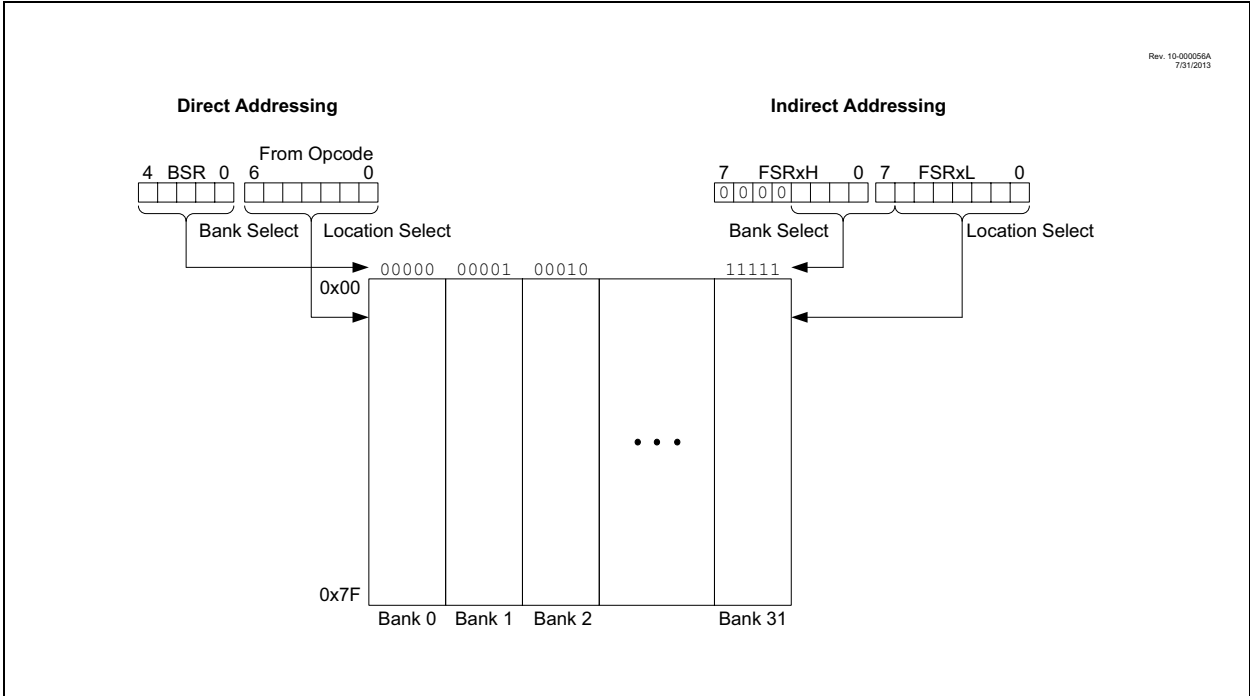 Rev. 10-000056A
7/31/2013
Direct Addressing
Indirect Addressing
From Opcode
4 BSR 0 6 0
7 FSRxH 0 7 FSRxL 0
0 0 0 0
Bank Select Location Select
Bank Select Location Select
00000 00001 00010 11111
0x00
• • •
0x7F
Bank 0 Bank 1 Bank 2 Bank 31